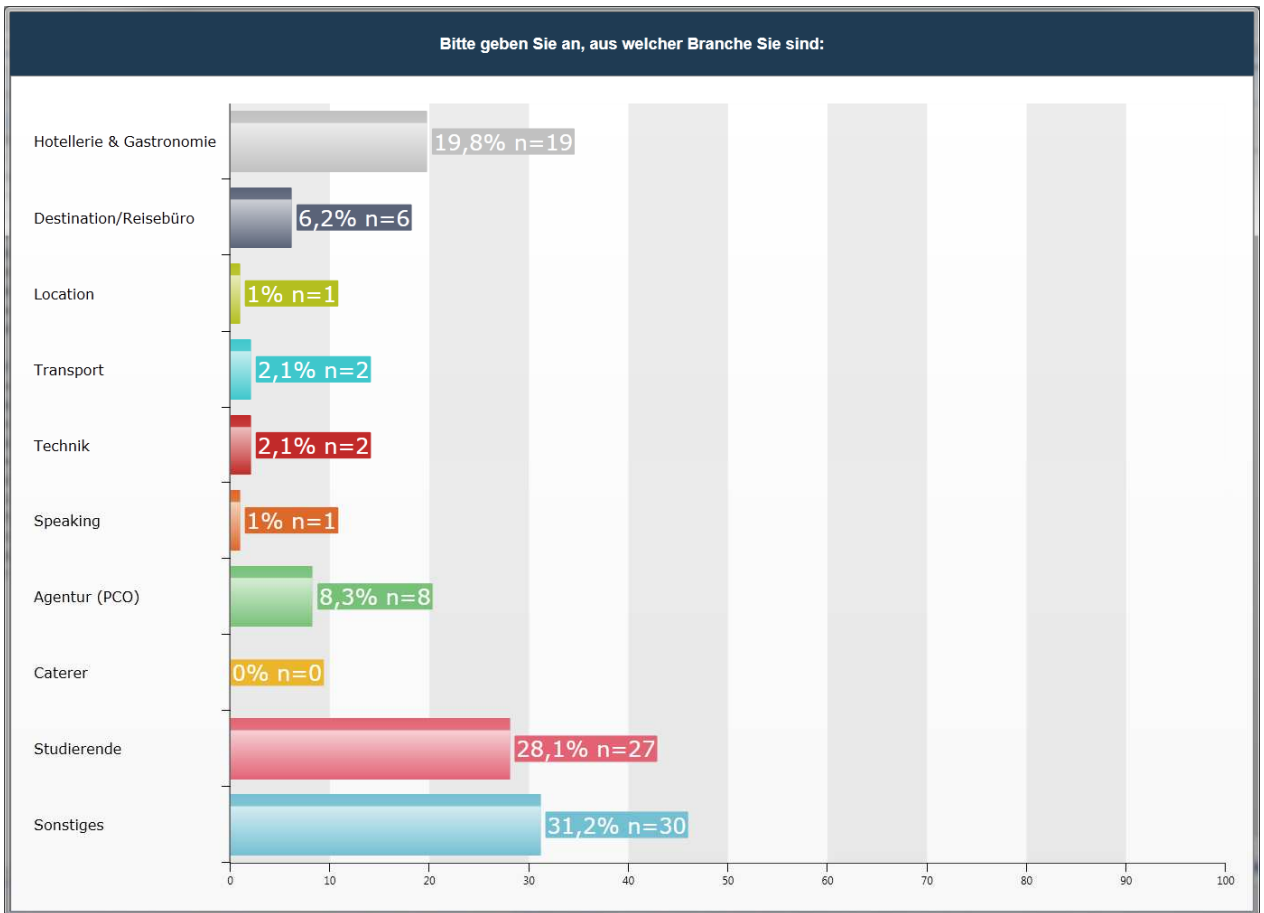 Bitte geben Sie an, aus welcher Branche Sie sind:
Hotellerie & Gastronomie 19,8% n=19
Destination/Reisebüro 6,2% n=6
Location 1% n=1
Transport 2,1% n=2
Technik 2,1% n=2
Speaking 1% n=1
Agentur (PCO) 8,3% n=8
Caterer 0% n=0
Studierende 28,1% n=27
Sonstiges 31,2% n=30
0 10 20 30 40 50 60 70 80 90 100